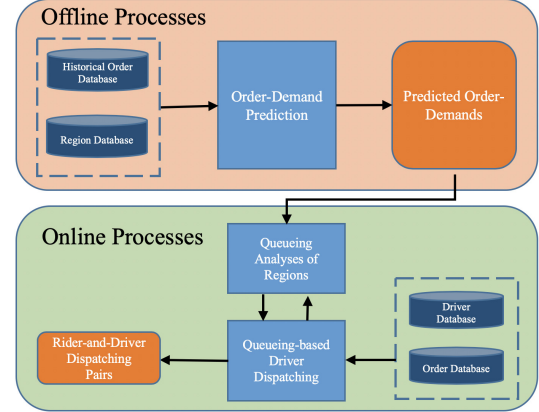 Offline Processes
Historical Order
Database
Region Database
Order-Demand
Prediction
Predicted Order-
Demands
Online Processes
Queueing
Analyses of
Regions
Queueing-based
Driver
Dispatching
Rider-and-Driver
Dispatching
Pairs
Driver
Database
Order Database